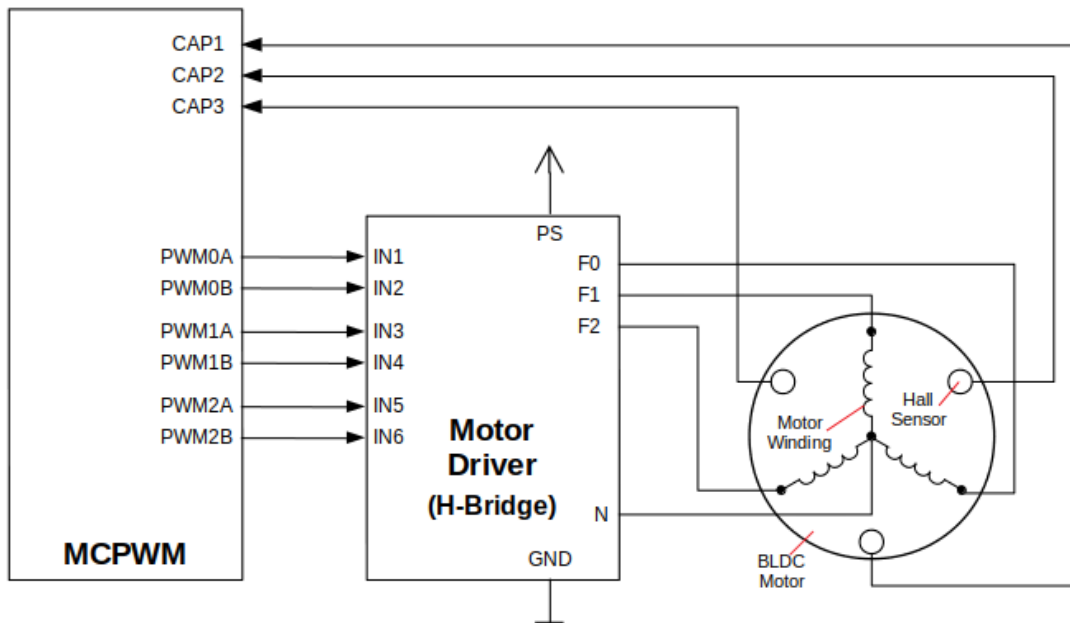 CAP1
CAP2
CAP3
PWM0A
PWM0B
PWM1A
PWM1B
PWM2A
PWM2B
MCPWM
PS
IN1
IN2
IN3
IN4
IN5
IN6
F0
F1
F2
Motor
Driver
(H-Bridge)
N
GND
Motor
Winding
Hall
Sensor
BLDC
Motor